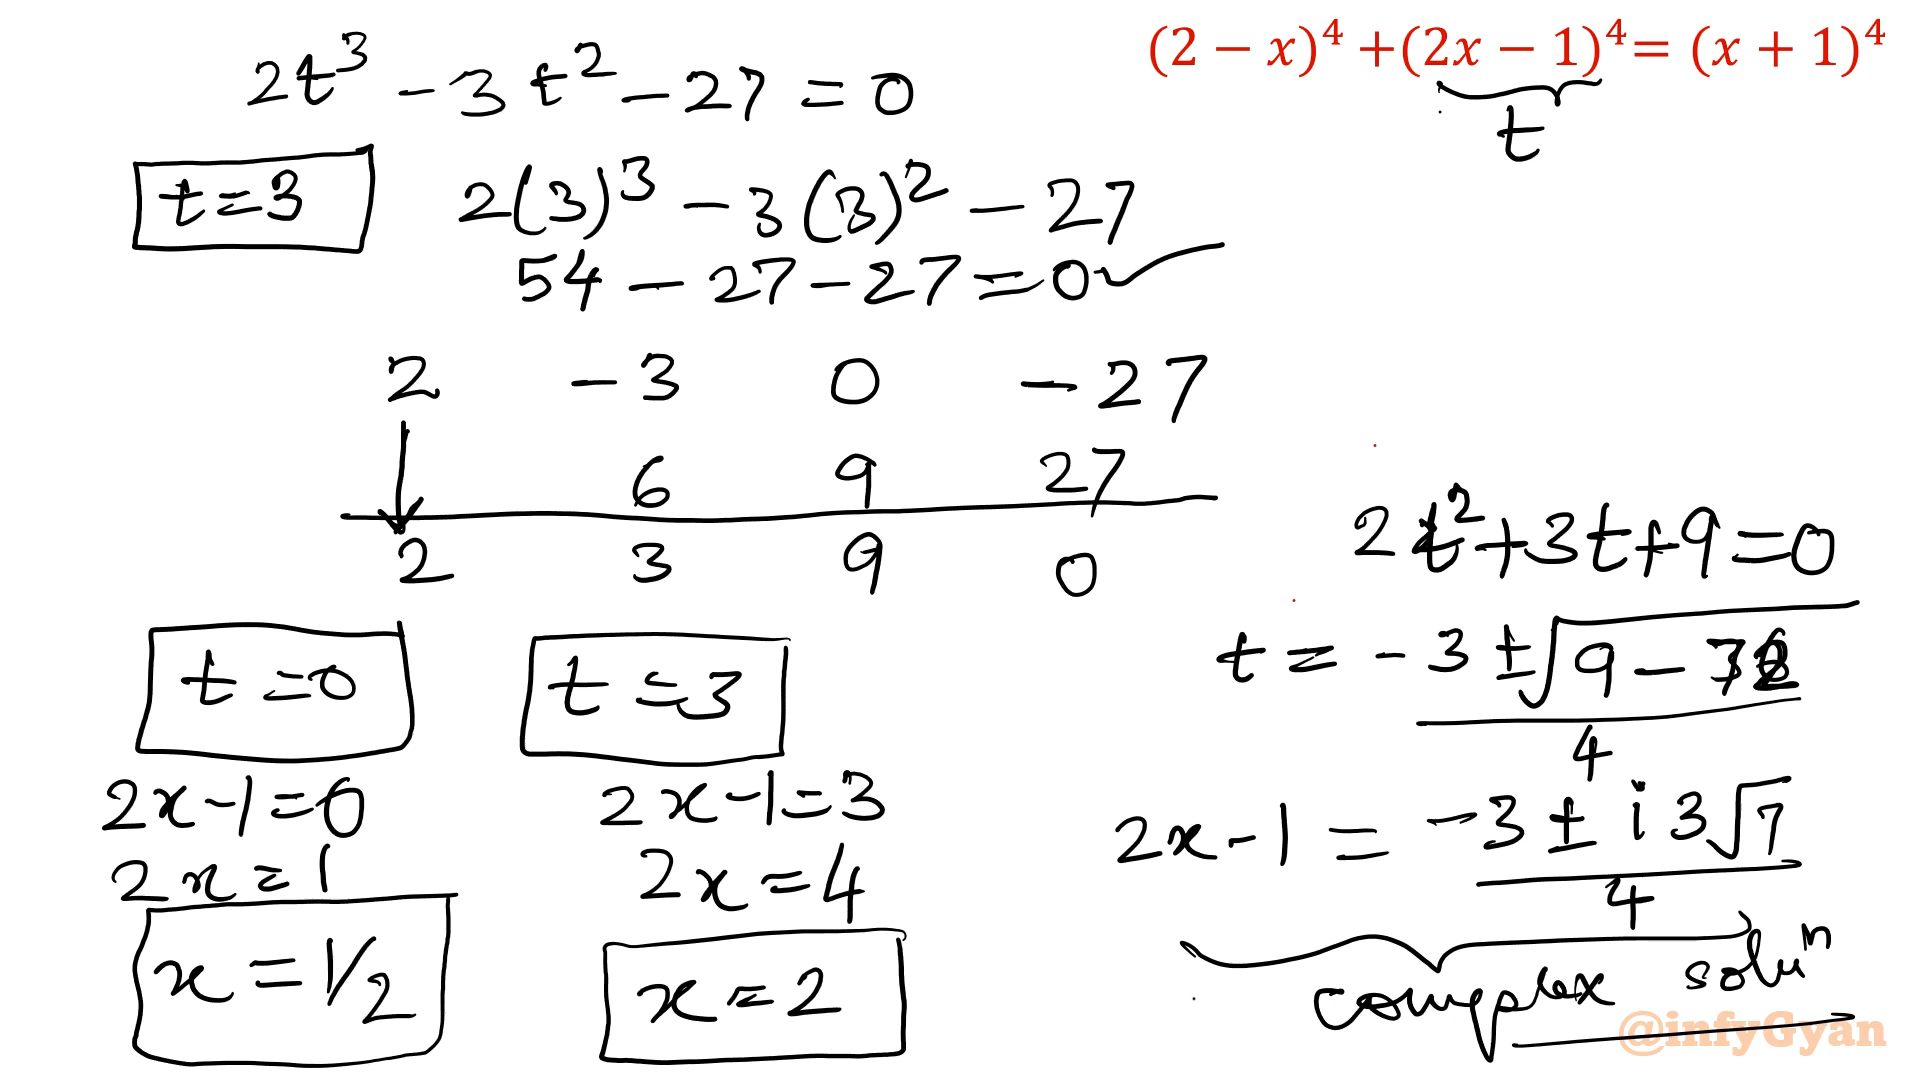 (2 − x)⁴ +(2x − 1)⁴= (x + 1)⁴
t
2t³ − 3t² − 27 = 0
t = 3
2(3)³ − 3(3)² − 27
54 − 27 − 27 = 0 ✓
2 −3 0 −27
6 9 27
2 3 9 0
2t² + 3t + 9 = 0
t = -3 ± √9 − 72
4
2x − 1 = −3 ± i 3√7
4
complex soluⁿ
t = 0
2x − 1 = 0
2x = 1
x = 1/2
t = 3
2x − 1 = 3
2x = 4
x = 2
@infyGyan